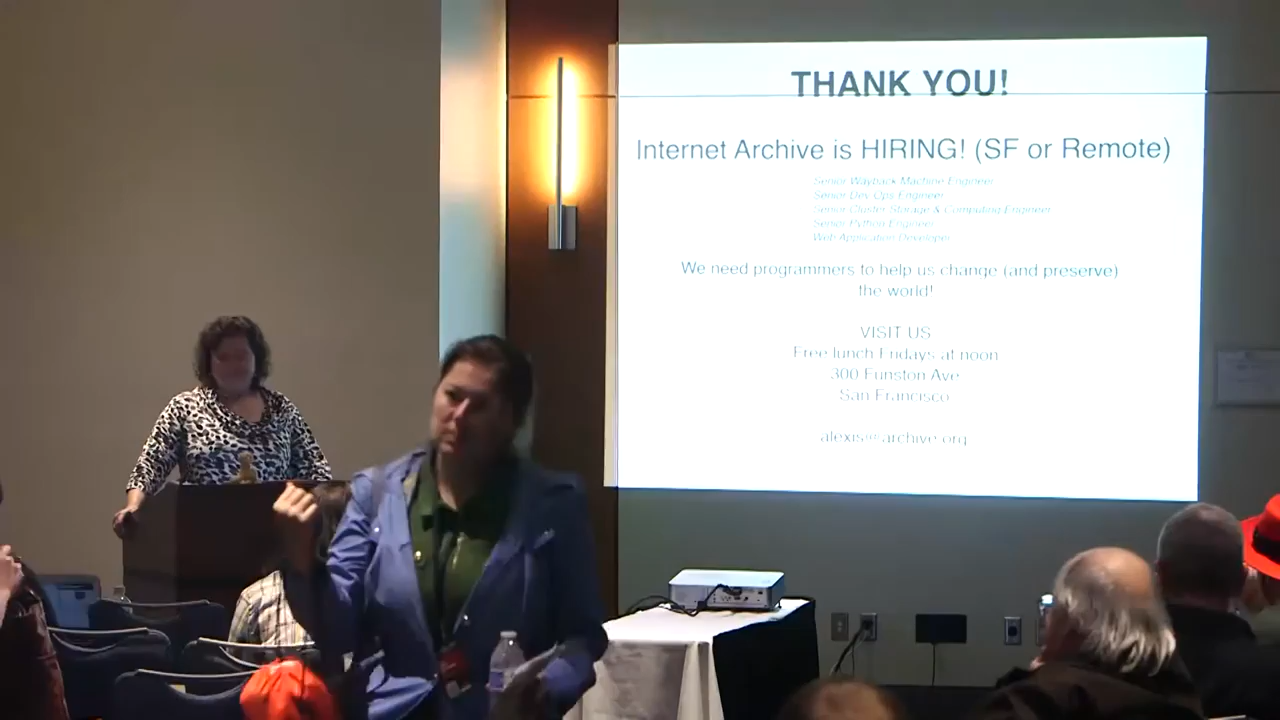 THANK YOU!
Internet Archive is HIRING! (SF or Remote)
Senior Wayback Machine Engineer
Senior Dev Ops Engineer
Senior Cluster Storage & Computing Engineer
Senior Python Engineer
Web Application Developer
We need programmers to help us change (and preserve)
the world!
VISIT US
Free lunch Fridays at noon
300 Funston Ave
San Francisco
alexis@archive.org